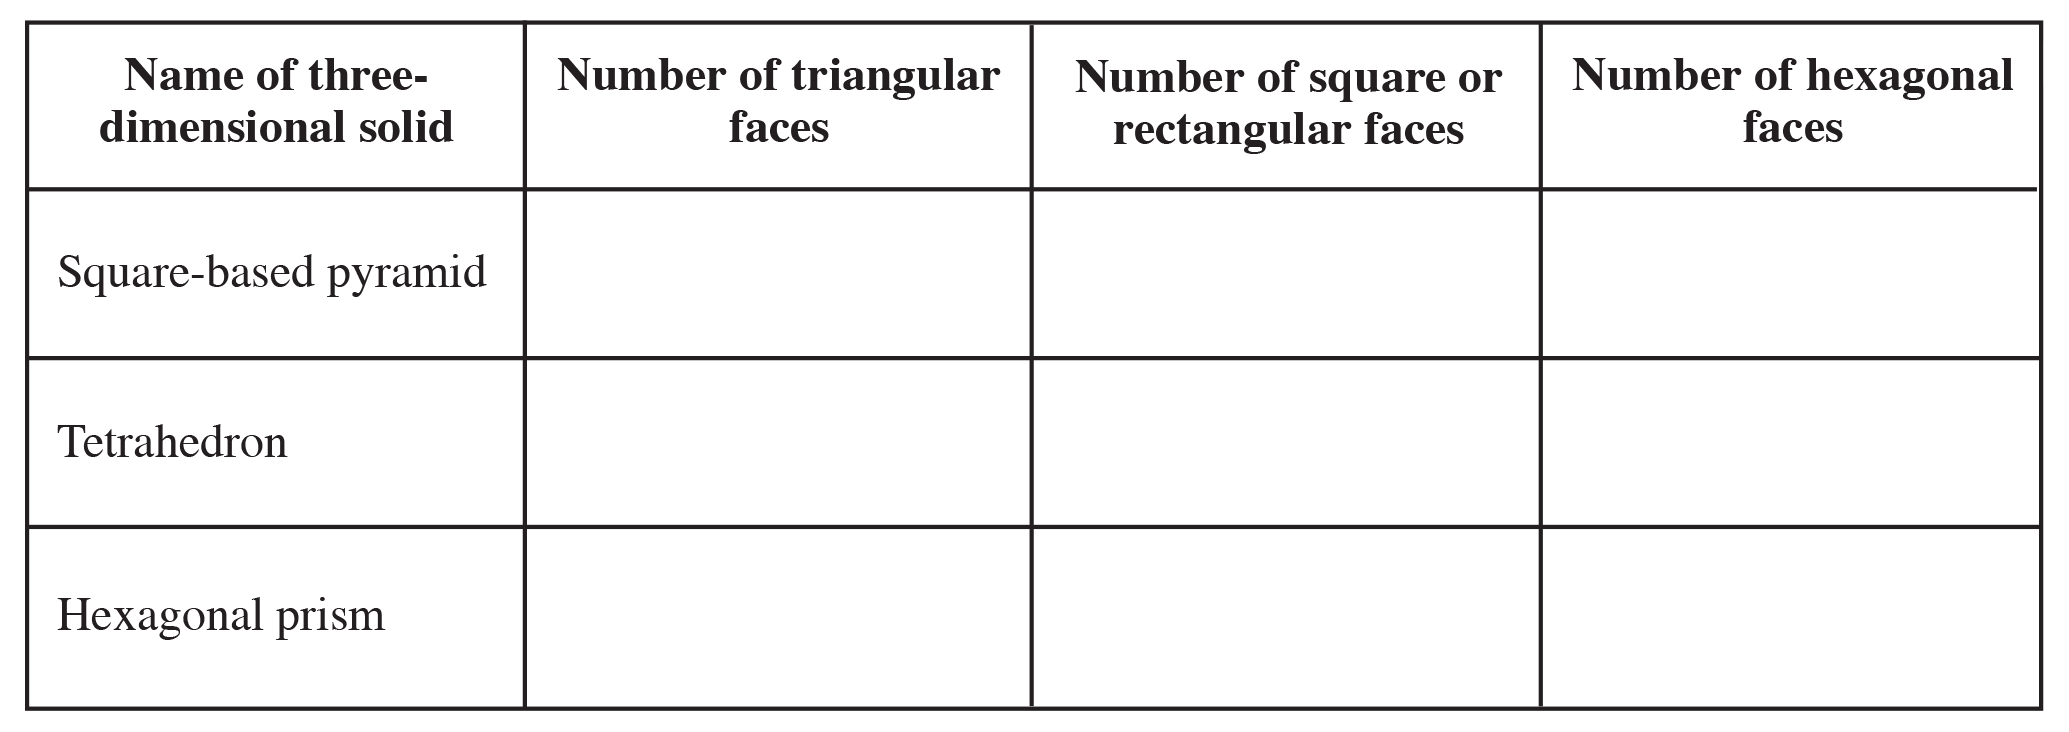 Name of three-
dimensional solid
Number of triangular
faces
Number of square or
rectangular faces
Number of hexagonal
faces
Square-based pyramid
Tetrahedron
Hexagonal prism